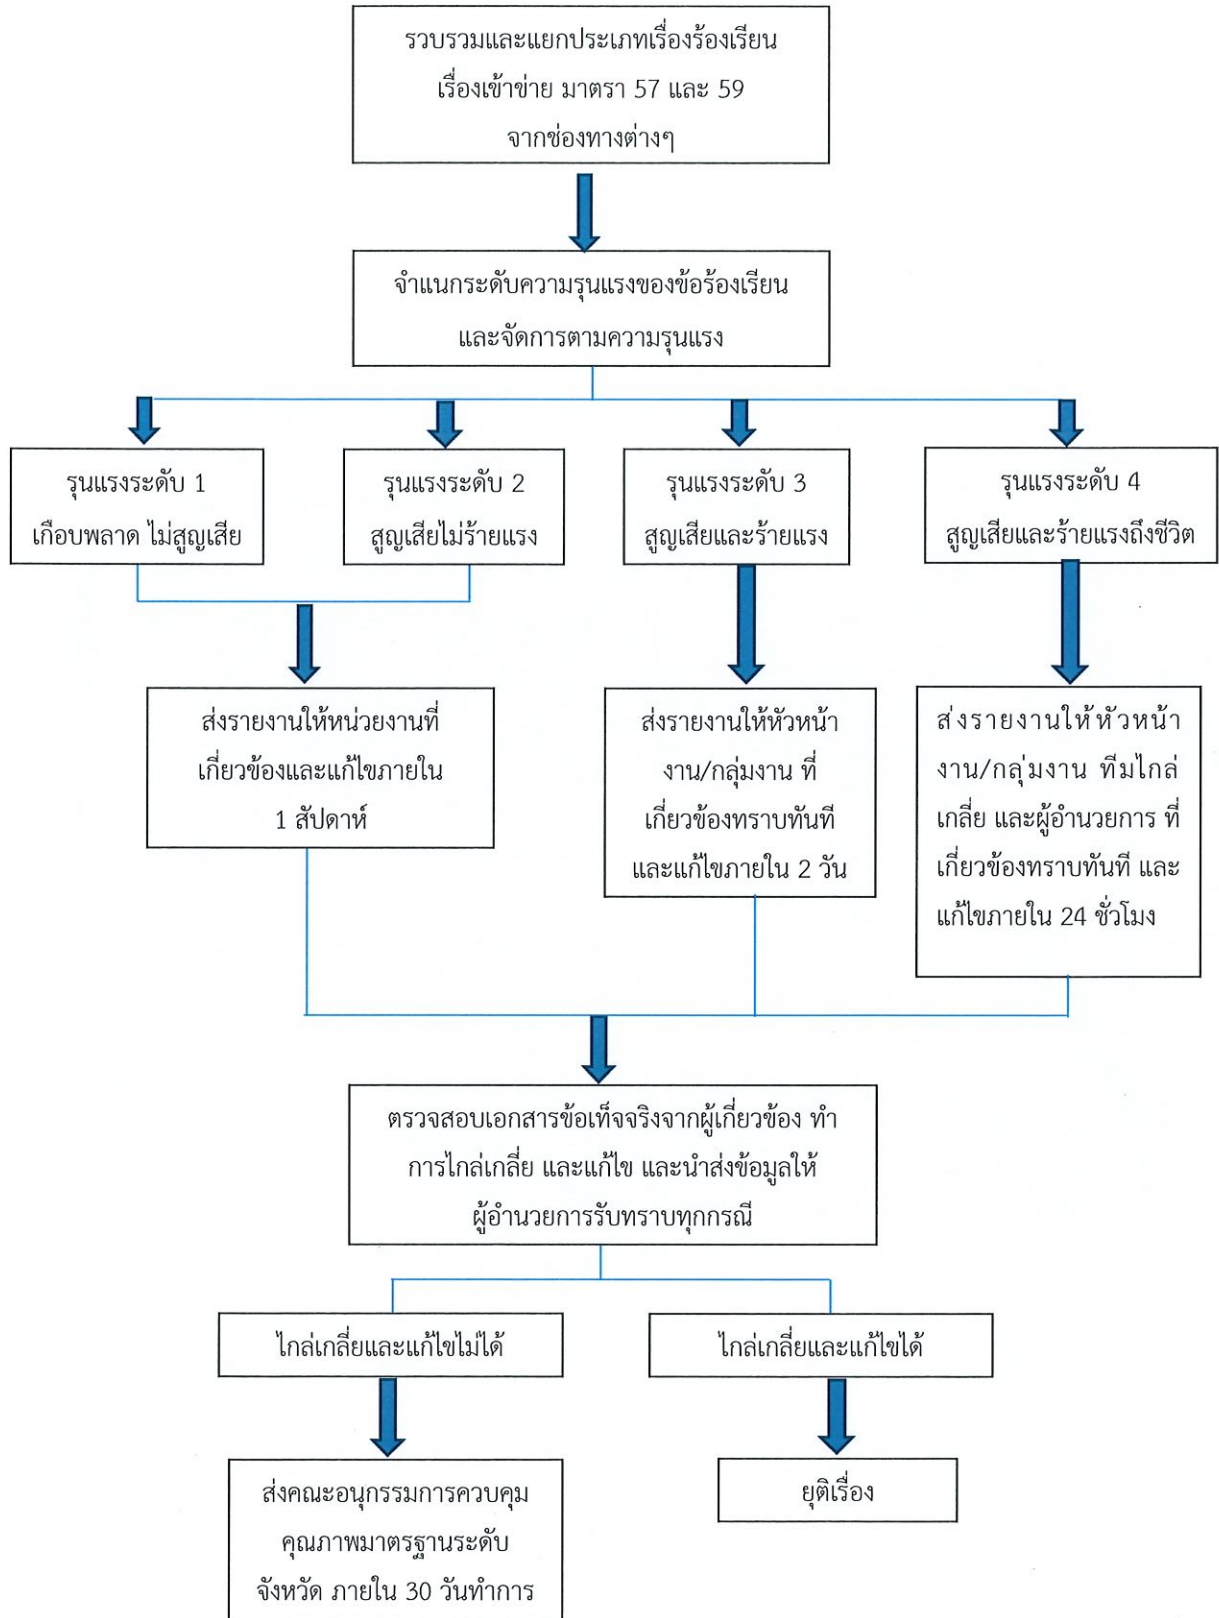 รวบรวมและแยกประเภทเรื่องร้องเรียน
เรื่องเข้าข่าย มาตรา 57 และ 59
จากช่องทางต่างๆ
จำแนกระดับความรุนแรงของข้อร้องเรียน
และจัดการตามความรุนแรง
รุนแรงระดับ 1
เกือบพลาด ไม่สูญเสีย
รุนแรงระดับ 2
สูญเสียไม่ร้ายแรง
รุนแรงระดับ 3
สูญเสียและร้ายแรง
รุนแรงระดับ 4
สูญเสียและร้ายแรงถึงชีวิต
ส่งรายงานให้หน่วยงานที่
เกี่ยวข้องและแก้ไขภายใน
1 สัปดาห์
ส่งรายงานให้หัวหน้า
งาน/กลุ่มงาน ที่
เกี่ยวข้องทราบทันที
และแก้ไขภายใน 2 วัน
ส่งรายงานให้หัวหน้า
งาน/กลุ่มงาน ทีมไกล่
เกลี่ย และผู้อำนวยการ ที่
เกี่ยวข้องทราบทันที และ
แก้ไขภายใน 24 ชั่วโมง
ตรวจสอบเอกสารข้อเท็จจริงจากผู้เกี่ยวข้อง ทำ
การไกล่เกลี่ย และแก้ไข และนำส่งข้อมูลให้
ผู้อำนวยการรับทราบทุกกรณี
ไกล่เกลี่ยและแก้ไขไม่ได้
ไกล่เกลี่ยและแก้ไขได้
ส่งคณะอนุกรรมการควบคุม
คุณภาพมาตรฐานระดับ
จังหวัด ภายใน 30 วันทำการ
ยุติเรื่อง